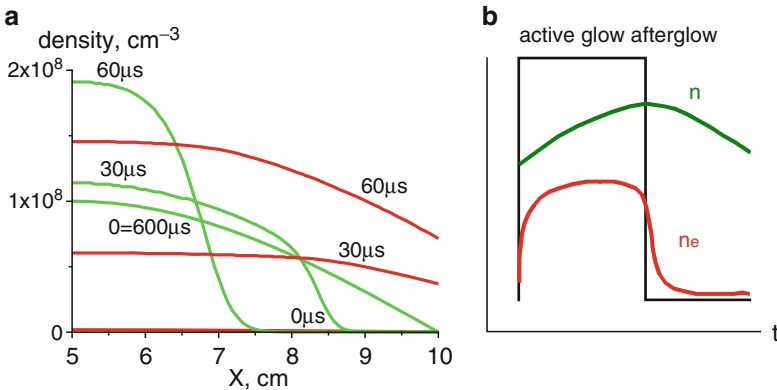 a
density, cm⁻³
2x10⁸
1x10⁸
0
60μs
30μs
0=600μs
60μs
30μs
0μs
5 6 7 8 9 10
X, cm
b
active glow afterglow
n
nₑ
t